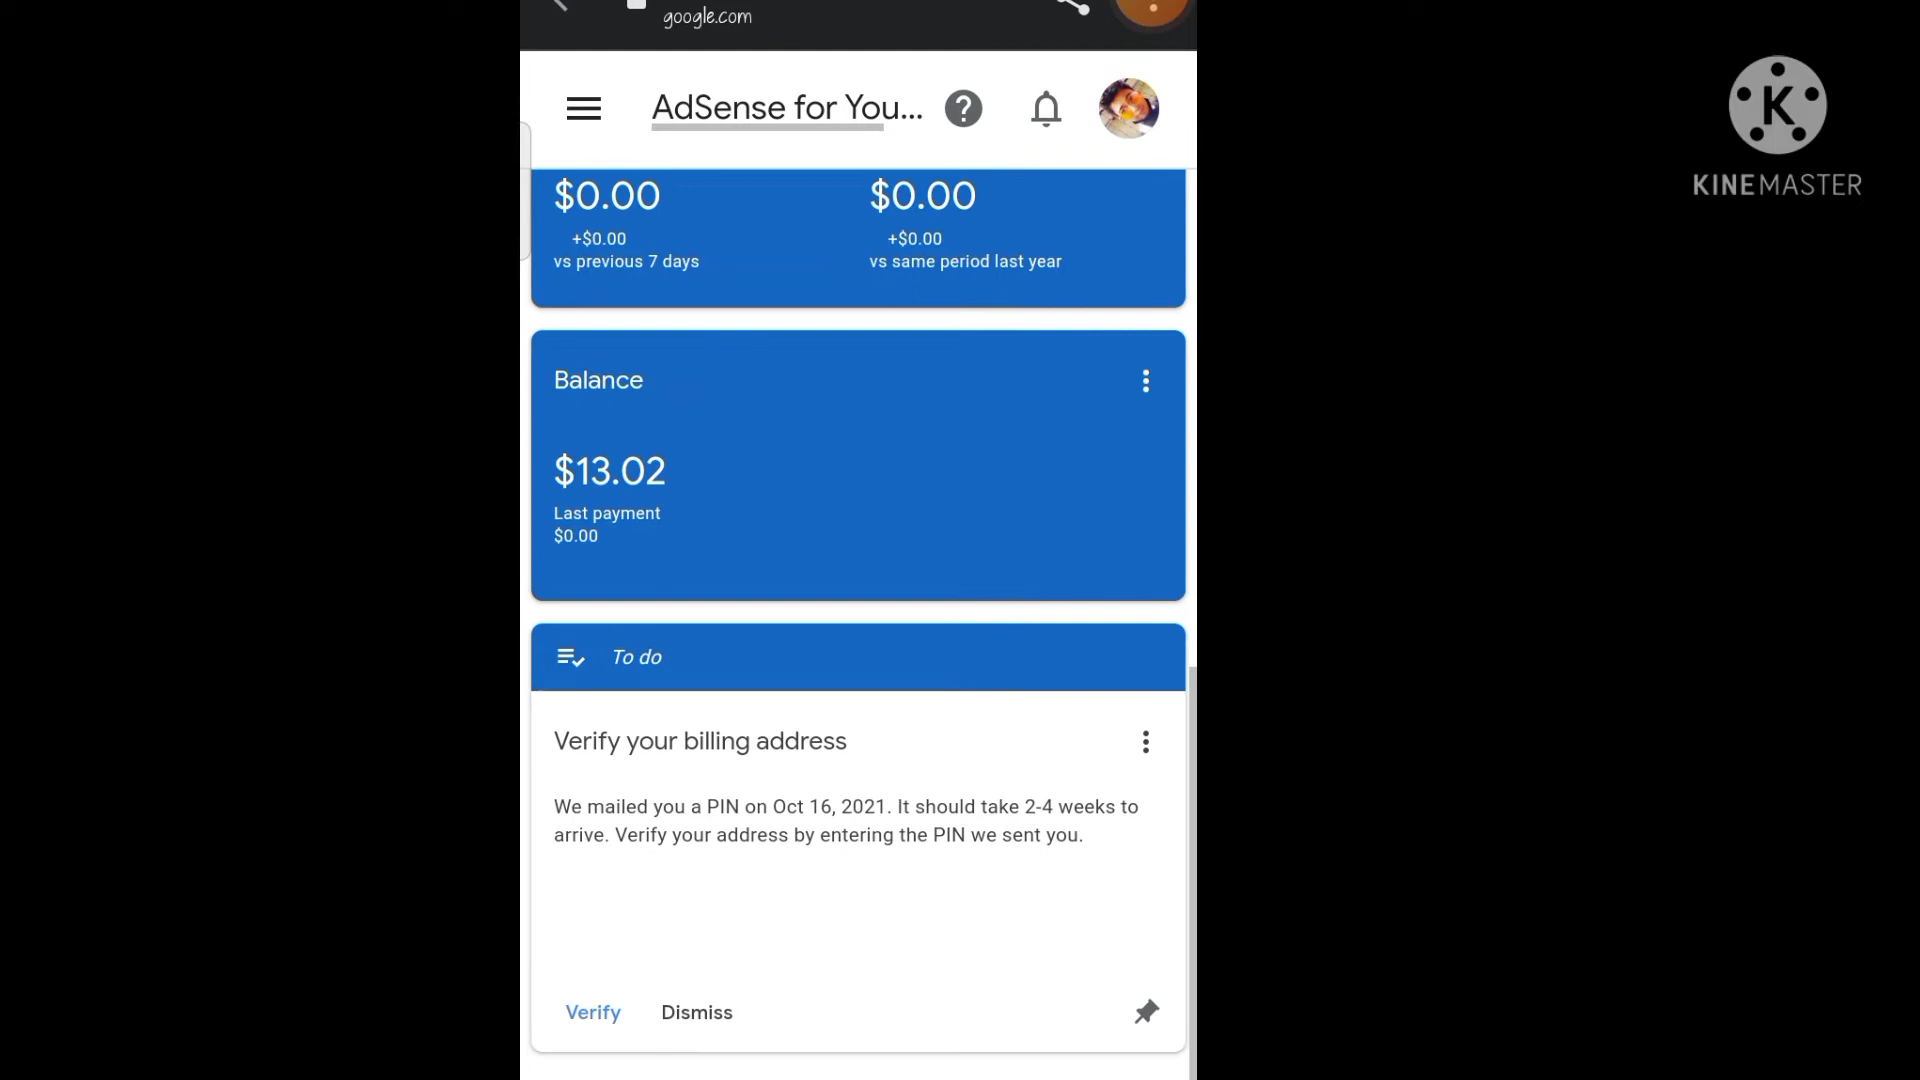 google.com
AdSense for You...
$0.00
$0.00
+$0.00
+$0.00
vs previous 7 days
vs same period last year
Balance
$13.02
Last payment
$0.00
To do
Verify your billing address
We mailed you a PIN on Oct 16, 2021. It should take 2-4 weeks to
arrive. Verify your address by entering the PIN we sent you.
Verify
Dismiss
K
KINEMASTER